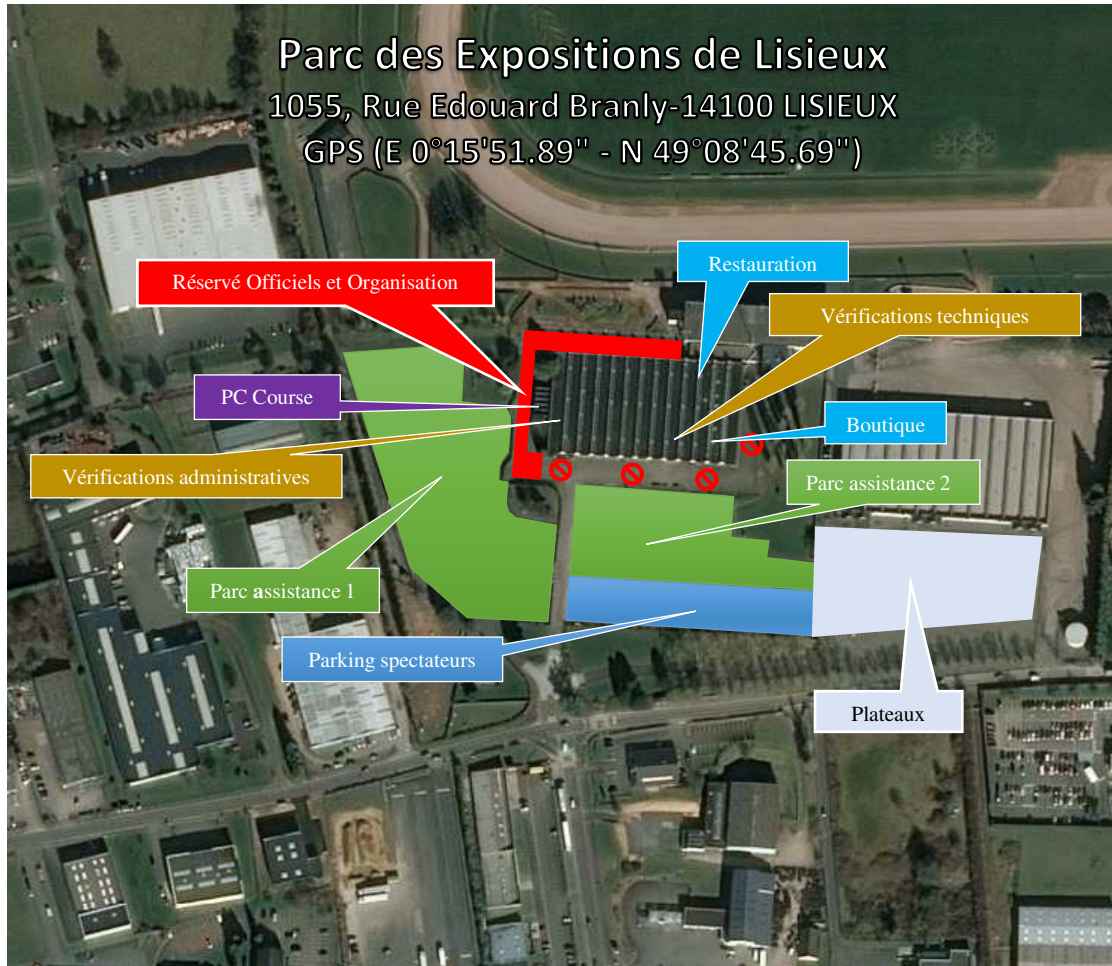 Parc des Expositions de Lisieux
1055, Rue Edouard Branly-14100 LISIEUX
GPS (E 0°15'51.89" - N 49°08'45.69")
Restauration
Réservé Officiels et Organisation
Vérifications techniques
PC Course
Boutique
Vérifications administratives
Parc assistance 2
Parc assistance 1
Parking spectateurs
Plateaux